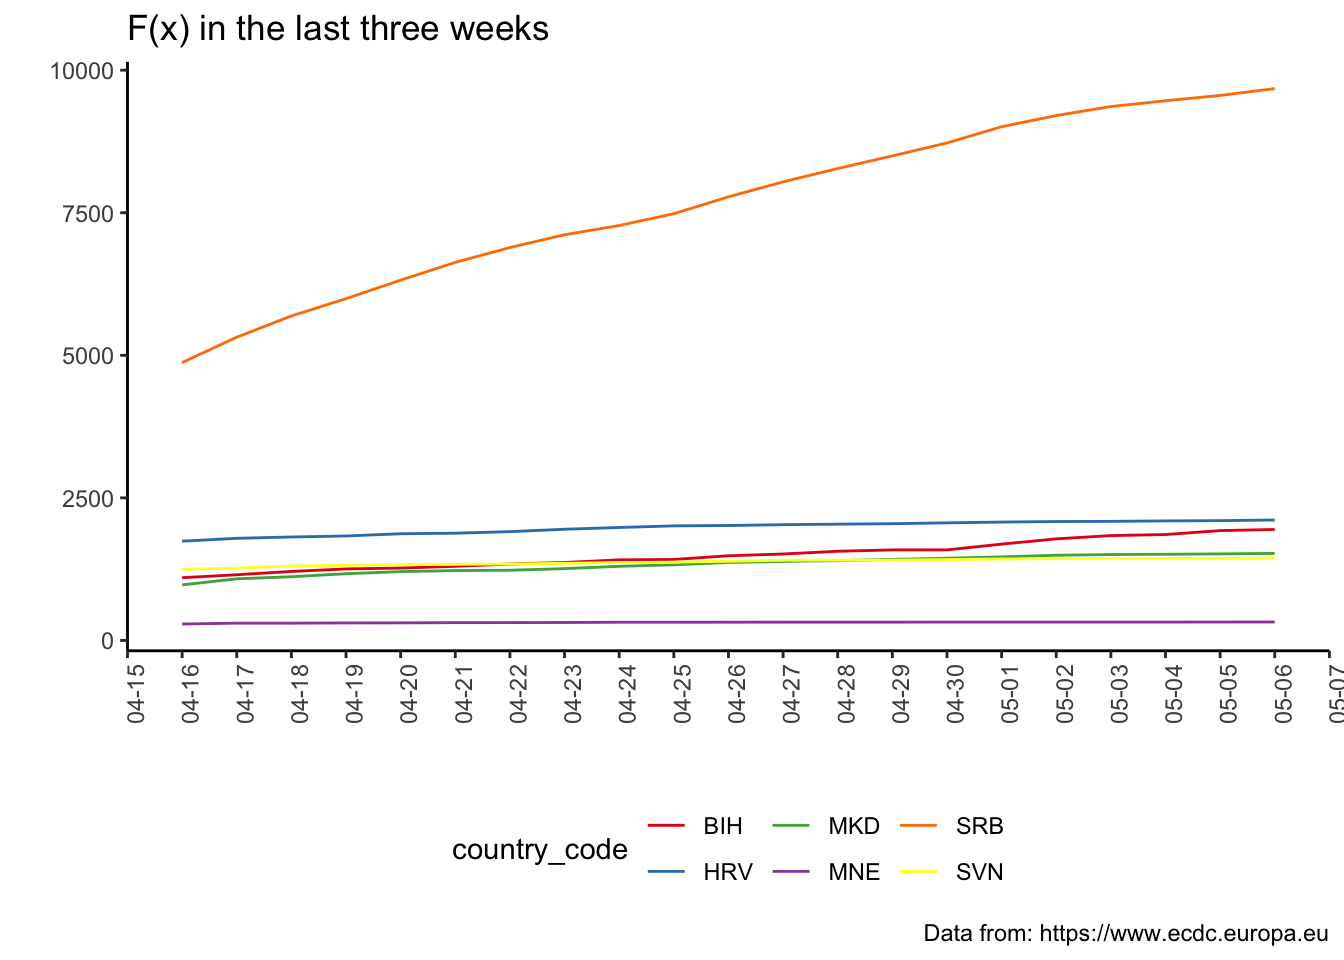 F(x) in the last three weeks
10000
7500
5000
2500
0
04-15 04-16 04-17 04-18 04-19 04-20 04-21 04-22 04-23 04-24 04-25 04-26 04-27 04-28 04-29 04-30 05-01 05-02 05-03 05-04 05-05 05-06 05-07
country_code
BIH MKD SRB
HRV MNE SVN
Data from: https://www.ecdc.europa.eu